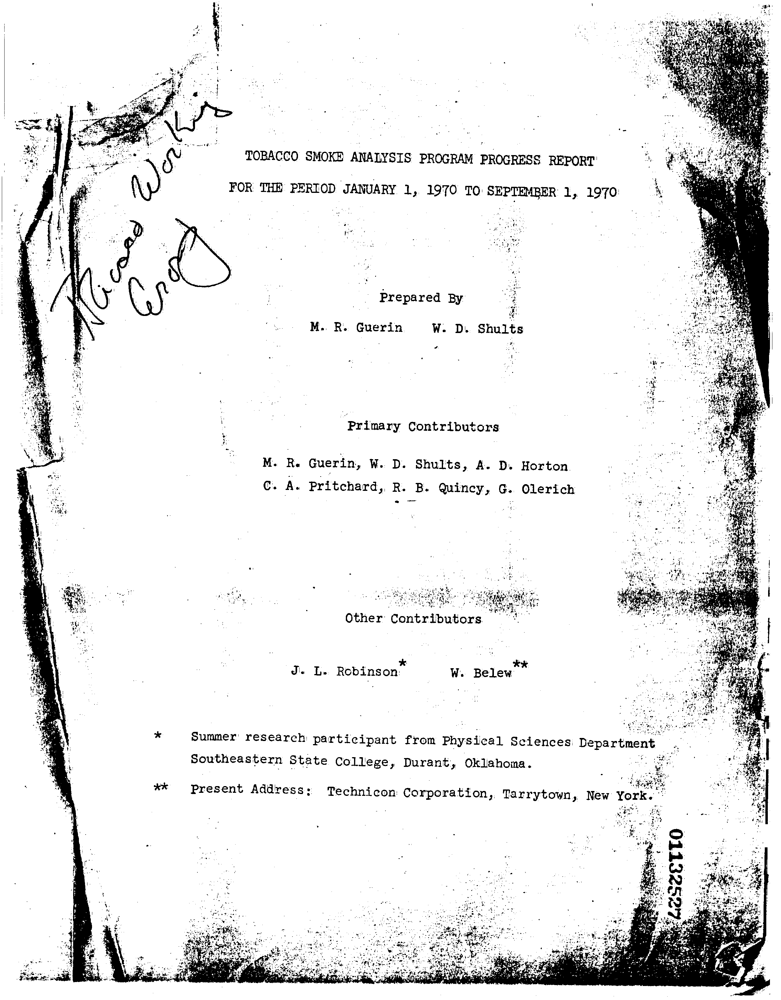 Working
Group
TOBACCO SMOKE ANALYSIS PROGRAM PROGRESS REPORT
FOR THE PERIOD JANUARY 1, 1970 TO SEPTEMBER 1, 1970
Prepared By
M. R. Guerin W. D. Shults
Primary Contributors
M. R. Guerin, W. D. Shults, A. D. Horton
C. A. Pritchard, R. B. Quincy, G. Olerich
Other Contributors
J. L. Robinson* W. Belew**
* Summer research participant from Physical Sciences Department
Southeastern State College, Durant, Oklahoma.
** Present Address: Technicon Corporation, Tarrytown, New York.
01132527